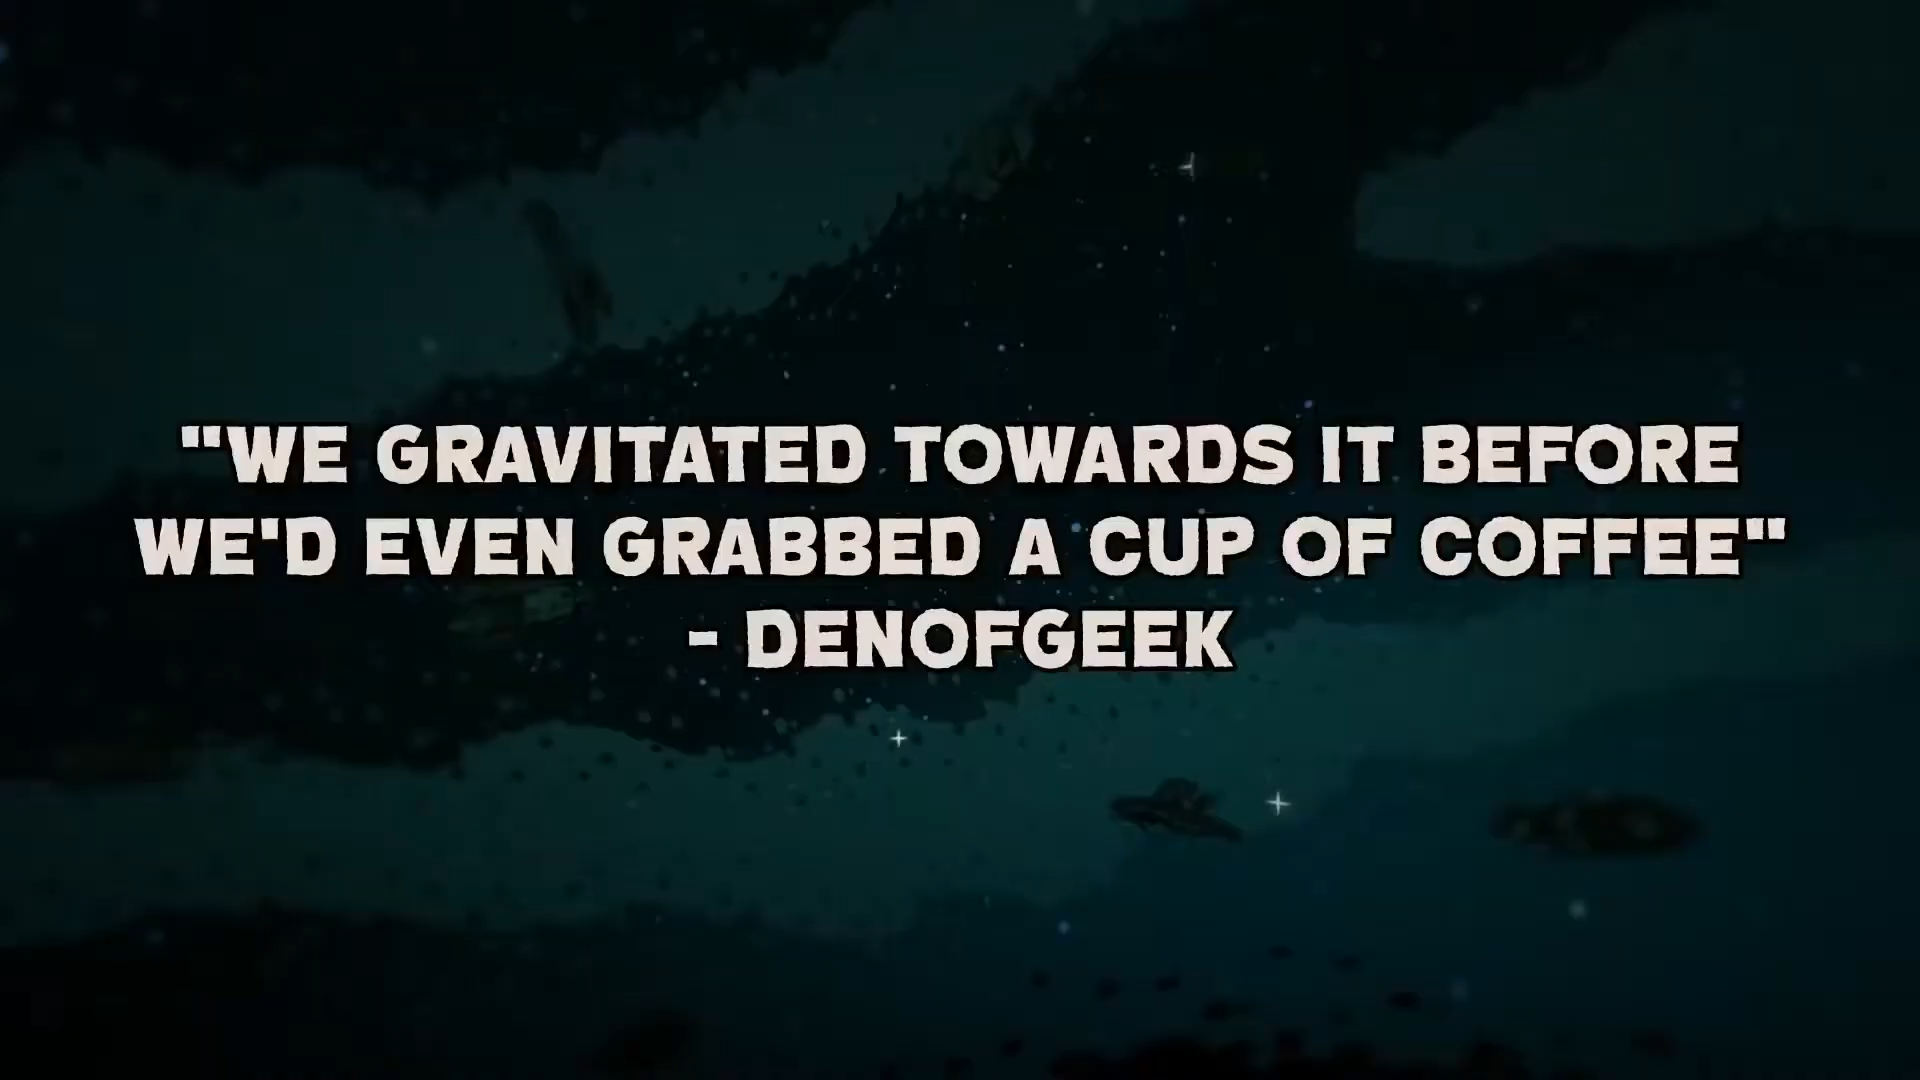 "WE GRAVITATED TOWARDS IT BEFORE
WE'D EVEN GRABBED A CUP OF COFFEE"
- DENOFGEEK